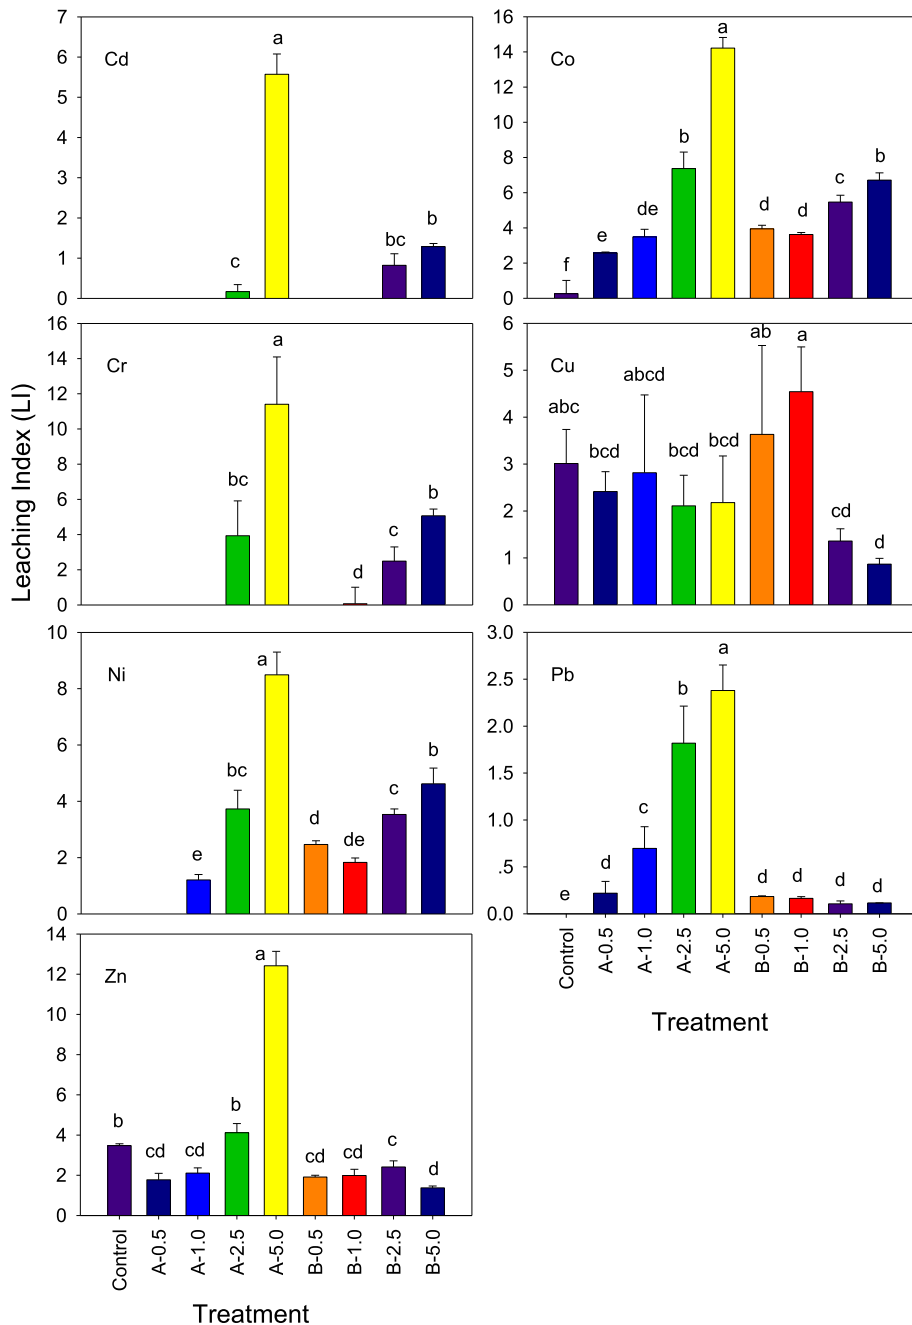 Leaching Index (LI)
7
6
5
4
3
2
1
0
Cd
c
a
bc
b
16
14
12
10
8
6
4
2
0
Co
f
e
de
b
a
d
d
c
b
16
14
12
10
8
6
4
2
0
Cr
bc
a
d
c
b
6
5
4
3
2
1
0
Cu
abc
bcd
abcd
bcd
bcd
ab
a
cd
d
10
8
6
4
2
0
Ni
e
bc
a
d
de
c
b
3.0
2.5
2.0
1.5
1.0
.5
0.0
Pb
e
d
c
b
a
d
d
d
d
Control
A-0.5
A-1.0
A-2.5
A-5.0
B-0.5
B-1.0
B-2.5
B-5.0
Treatment
14
12
10
8
6
4
2
0
Zn
b
cd
cd
b
a
cd
cd
c
d
Control
A-0.5
A-1.0
A-2.5
A-5.0
B-0.5
B-1.0
B-2.5
B-5.0
Treatment